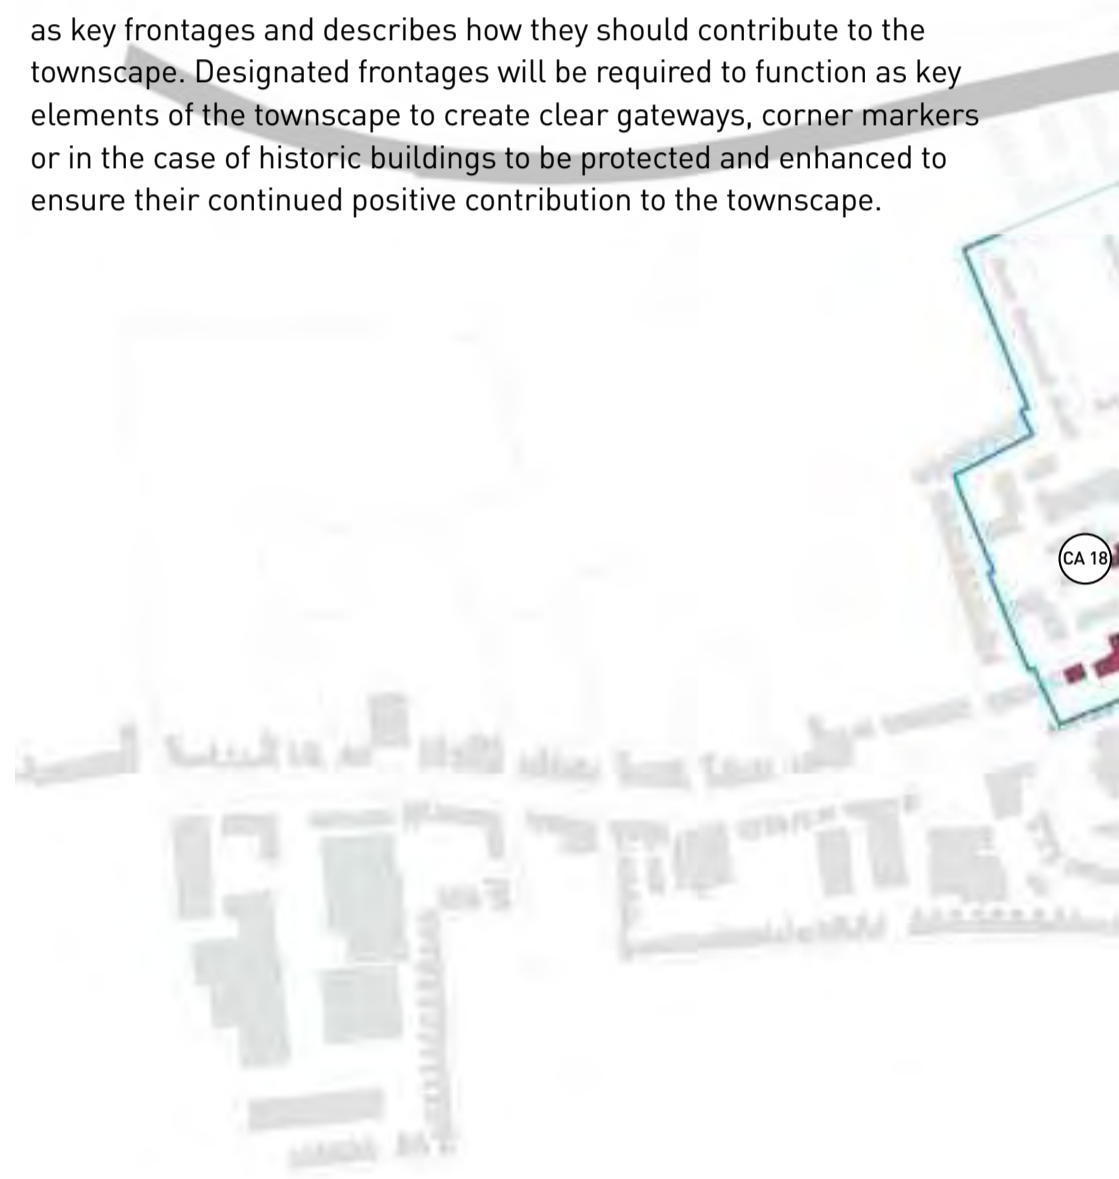 as key frontages and describes how they should contribute to the
townscape. Designated frontages will be required to function as key
elements of the townscape to create clear gateways, corner markers
or in the case of historic buildings to be protected and enhanced to
ensure their continued positive contribution to the townscape.
CA 18